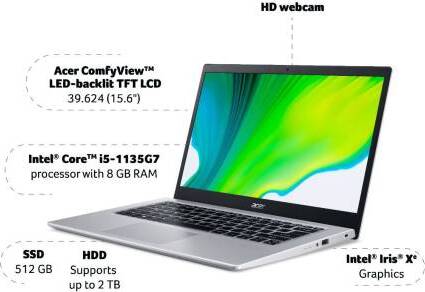 HD webcam
Acer ComfyView™
LED-backlit TFT LCD
39.624 (15.6")
Intel® Core™ i5-1135G7
processor with 8 GB RAM
acer
SSD
512 GB
HDD
Supports
up to 2 TB
Intel® Iris® Xᵉ
Graphics